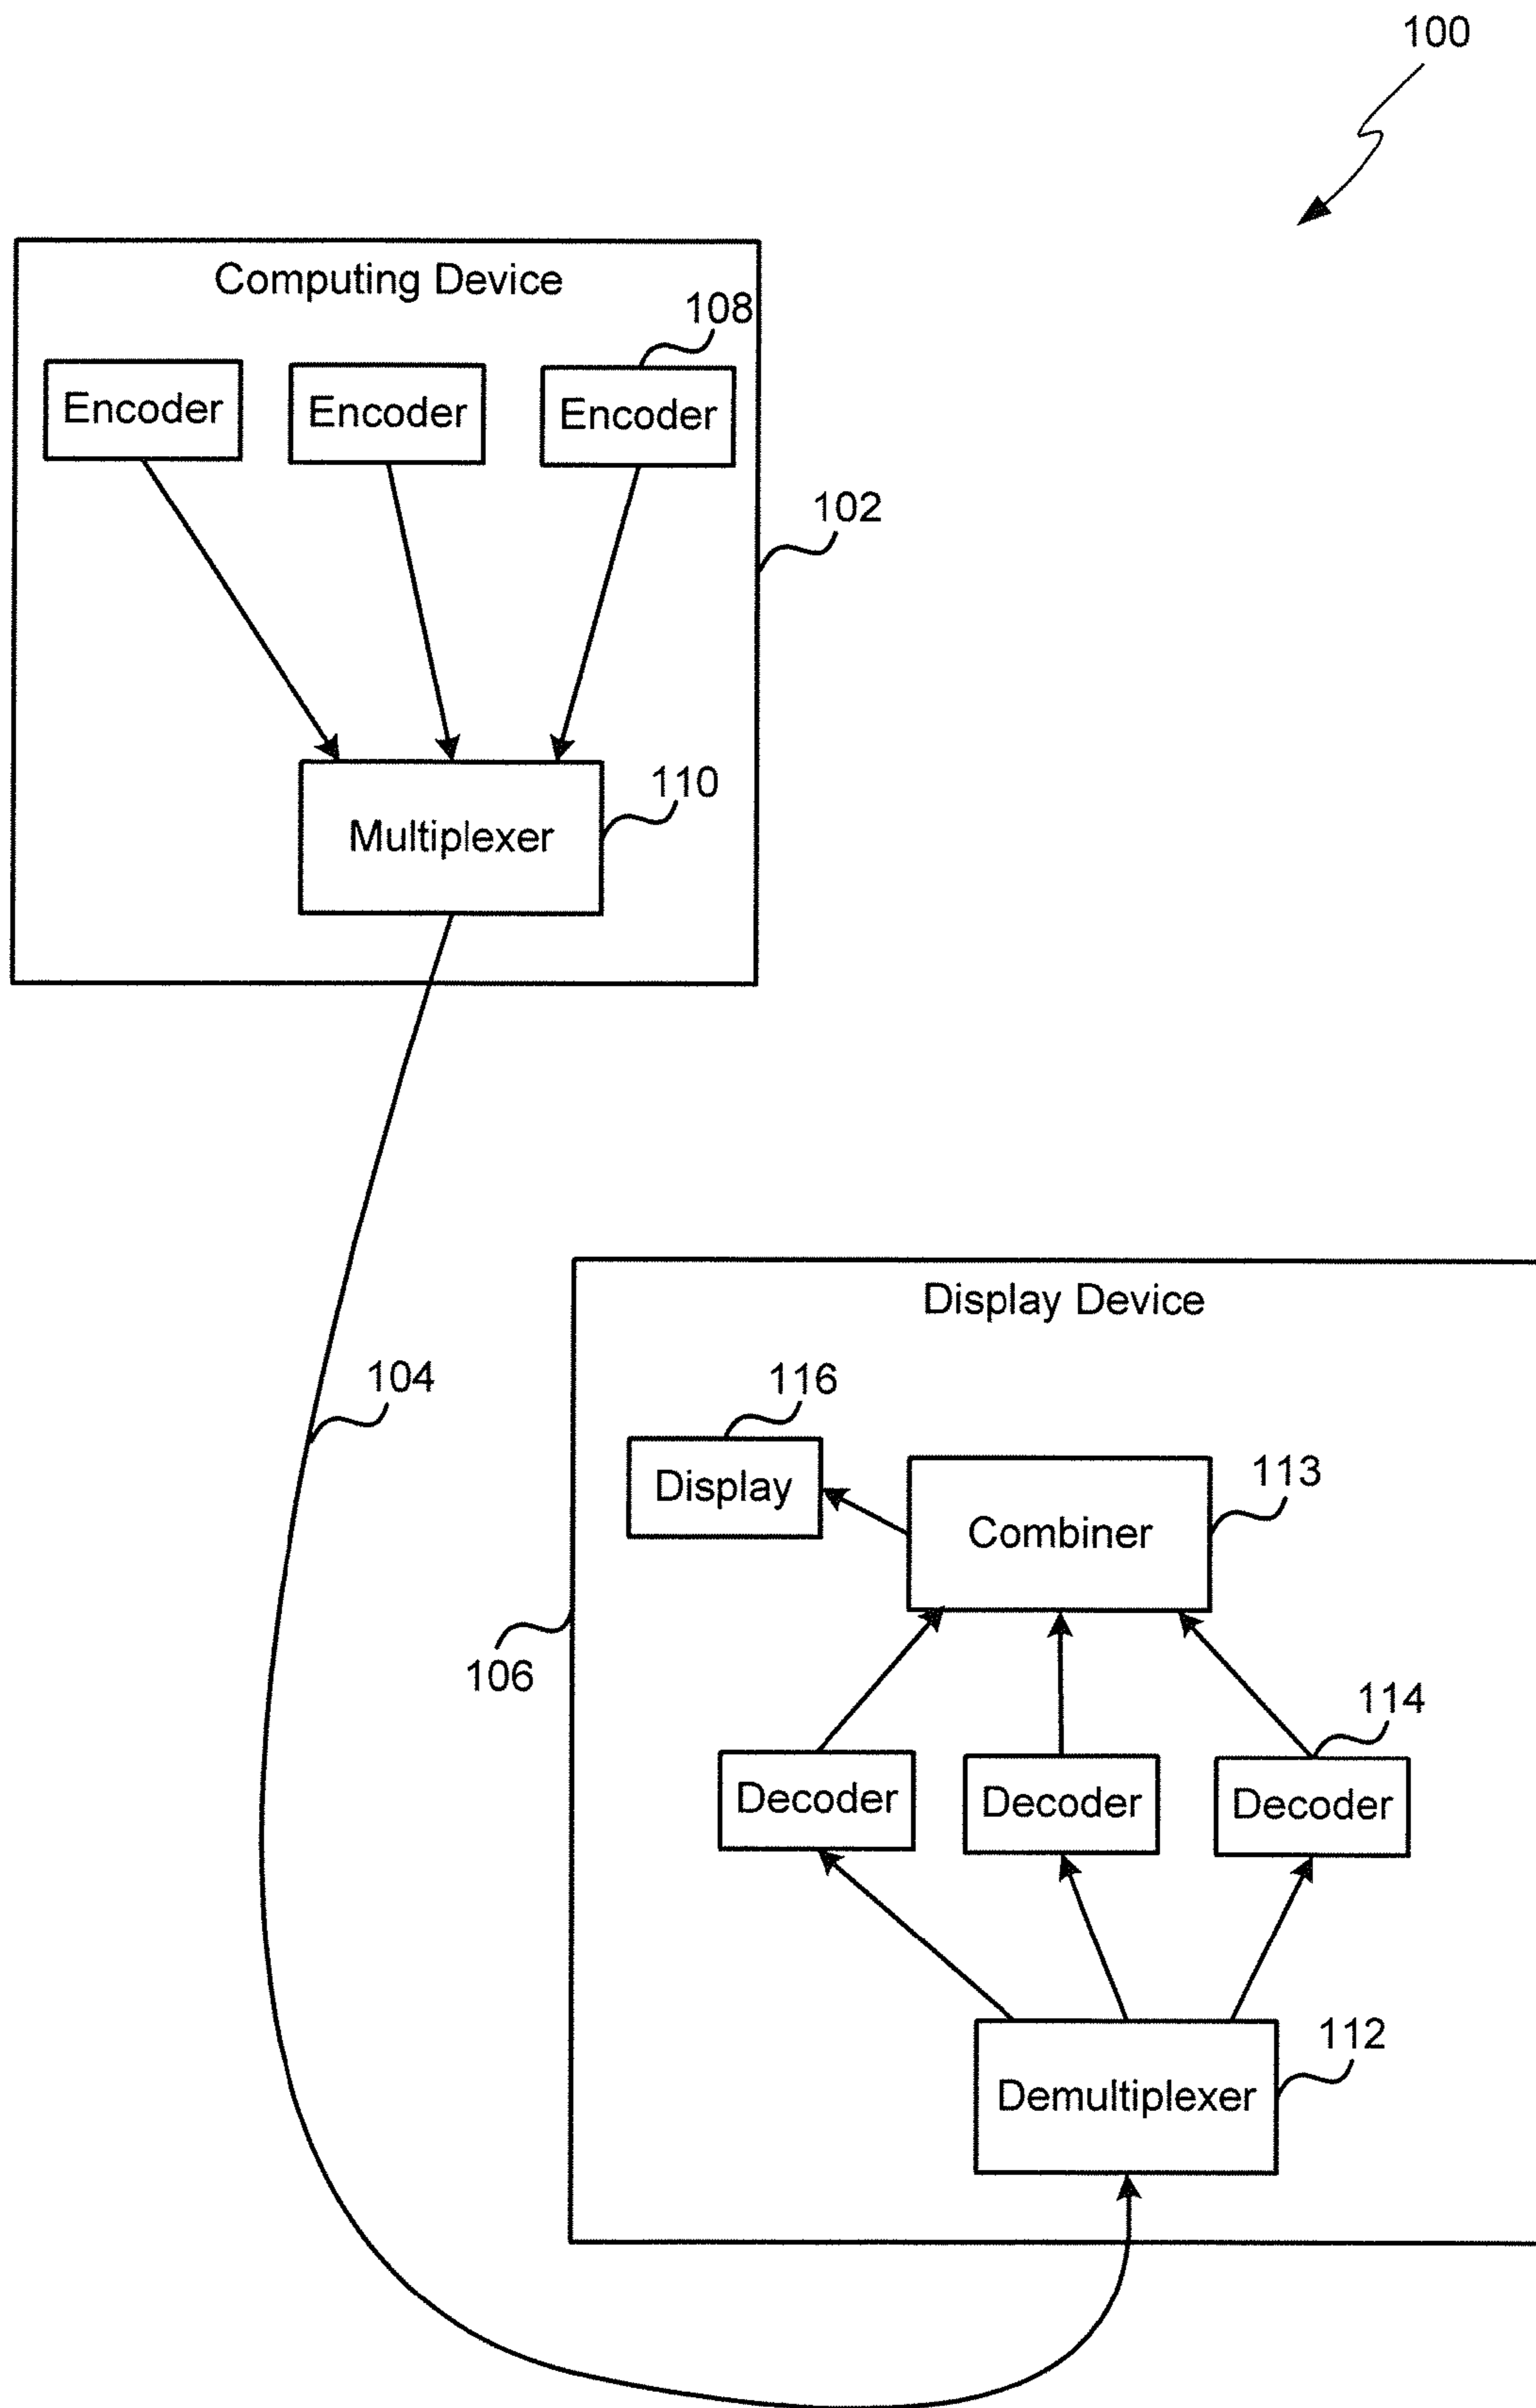 100
Computing Device
108
Encoder
Encoder
Encoder
102
110
Multiplexer
Display Device
104
116
113
Display
Combiner
106
114
Decoder
Decoder
Decoder
112
Demultiplexer